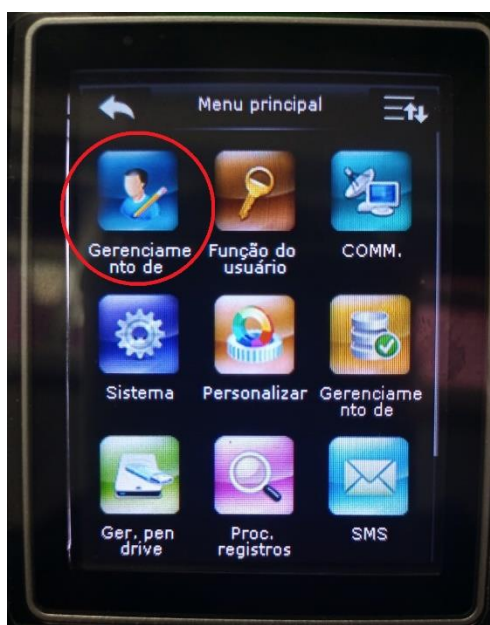 Menu principal
Gerenciame
nto de
Função do
usuário
COMM.
Sistema
Personalizar
Gerenciame
nto de
Ger. pen
drive
Proc.
registros
SMS